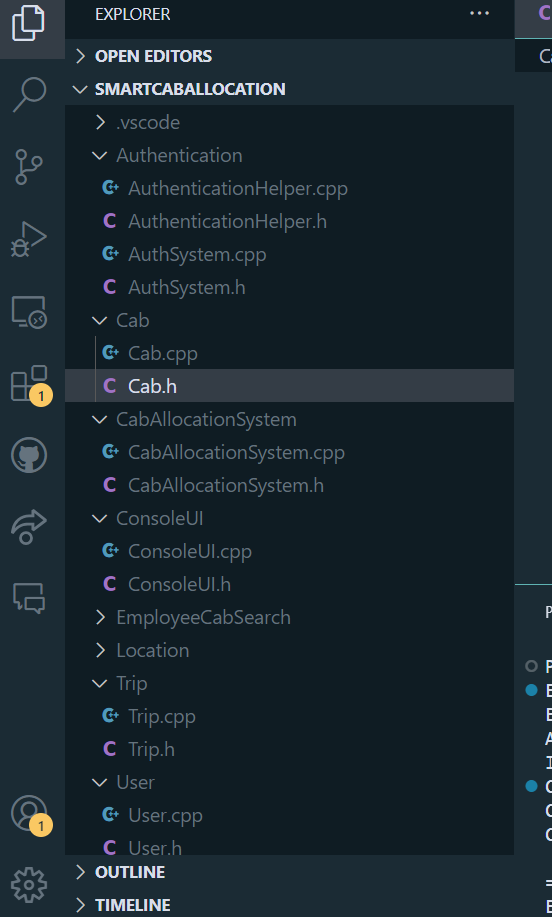 EXPLORER
OPEN EDITORS
SMARTCABALLOCATION
.vscode
Authentication
AuthenticationHelper.cpp
AuthenticationHelper.h
AuthSystem.cpp
AuthSystem.h
Cab
Cab.cpp
Cab.h
CabAllocationSystem
CabAllocationSystem.cpp
CabAllocationSystem.h
ConsoleUI
ConsoleUI.cpp
ConsoleUI.h
EmployeeCabSearch
Location
Trip
Trip.cpp
Trip.h
User
User.cpp
User.h
OUTLINE
TIMELINE
1
1